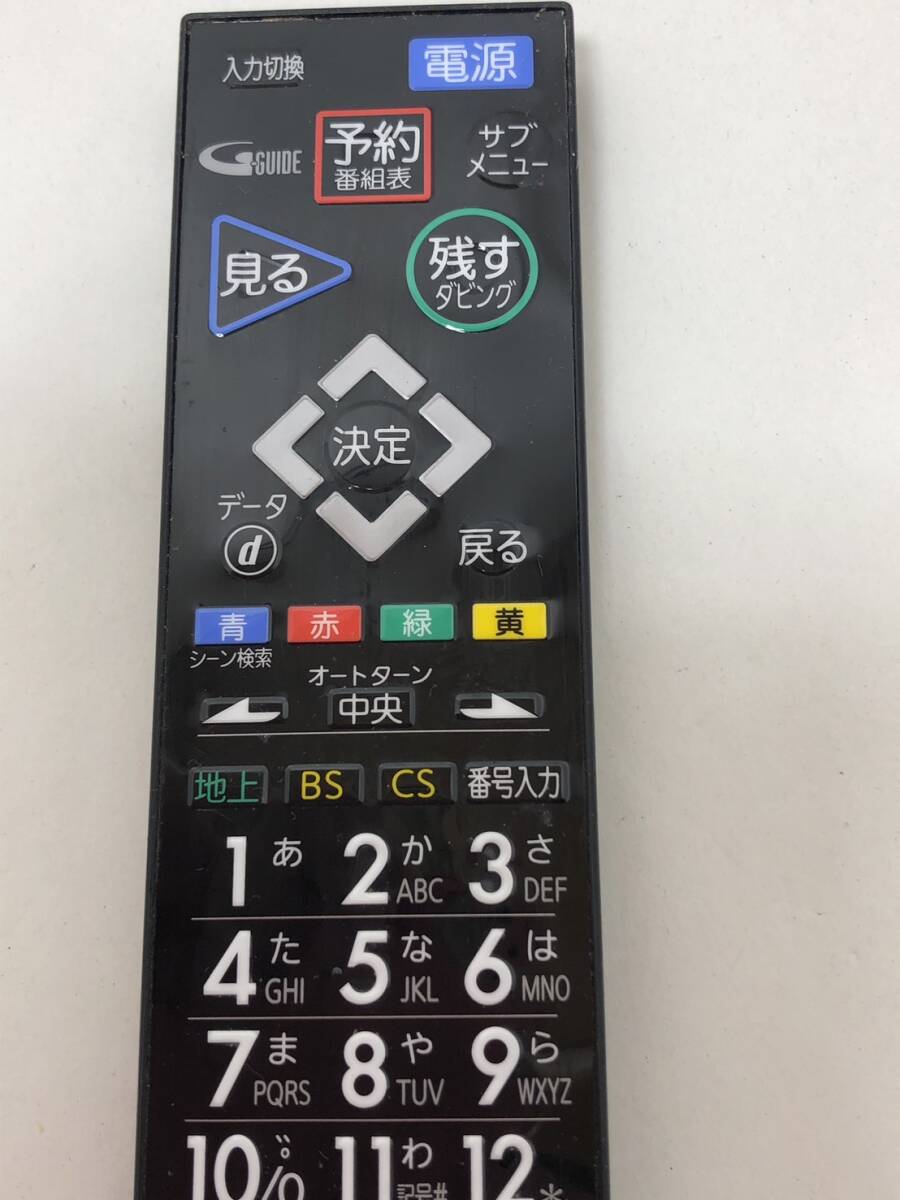 入力切換
電源
G-GUIDE
予約
番組表
サブ
メニュー
見る
残す
ダビング
決定
データ
d
戻る
青
赤
緑
黄
シーン検索
オートターン
中央
地上
BS
CS
番号入力
1 あ
2 か
ABC
3 さ
DEF
4 た
GHI
5 な
JKL
6 は
MNO
7 ま
PQRS
8 や
TUV
9 ら
WXYZ
10/0 ゛゜
11 わ
記号#
12 *